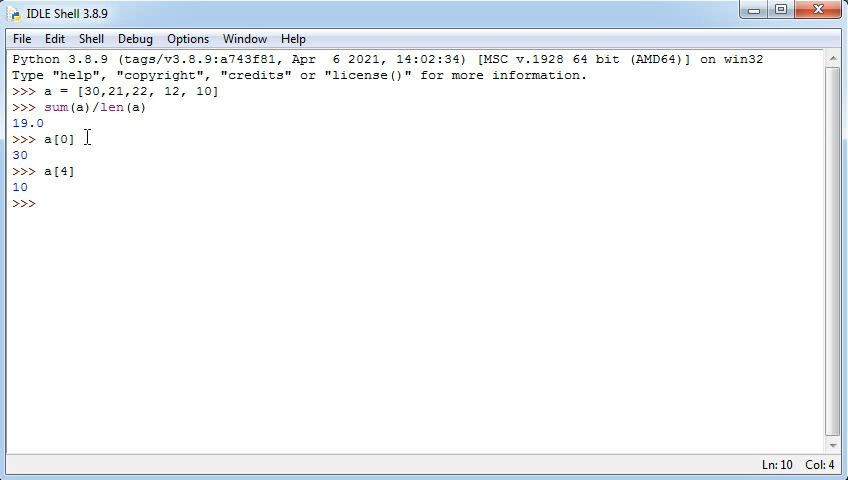 IDLE Shell 3.8.9
File Edit Shell Debug Options Window Help
Python 3.8.9 (tags/v3.8.9:a743f81, Apr  6 2021, 14:02:34) [MSC v.1928 64 bit (AMD64)] on win32
Type "help", "copyright", "credits" or "license()" for more information.
>>> a = [30,21,22, 12, 10]
>>> sum(a)/len(a)
19.0
>>> a[0]
30
>>> a[4]
10
>>>
Ln: 10 Col: 4